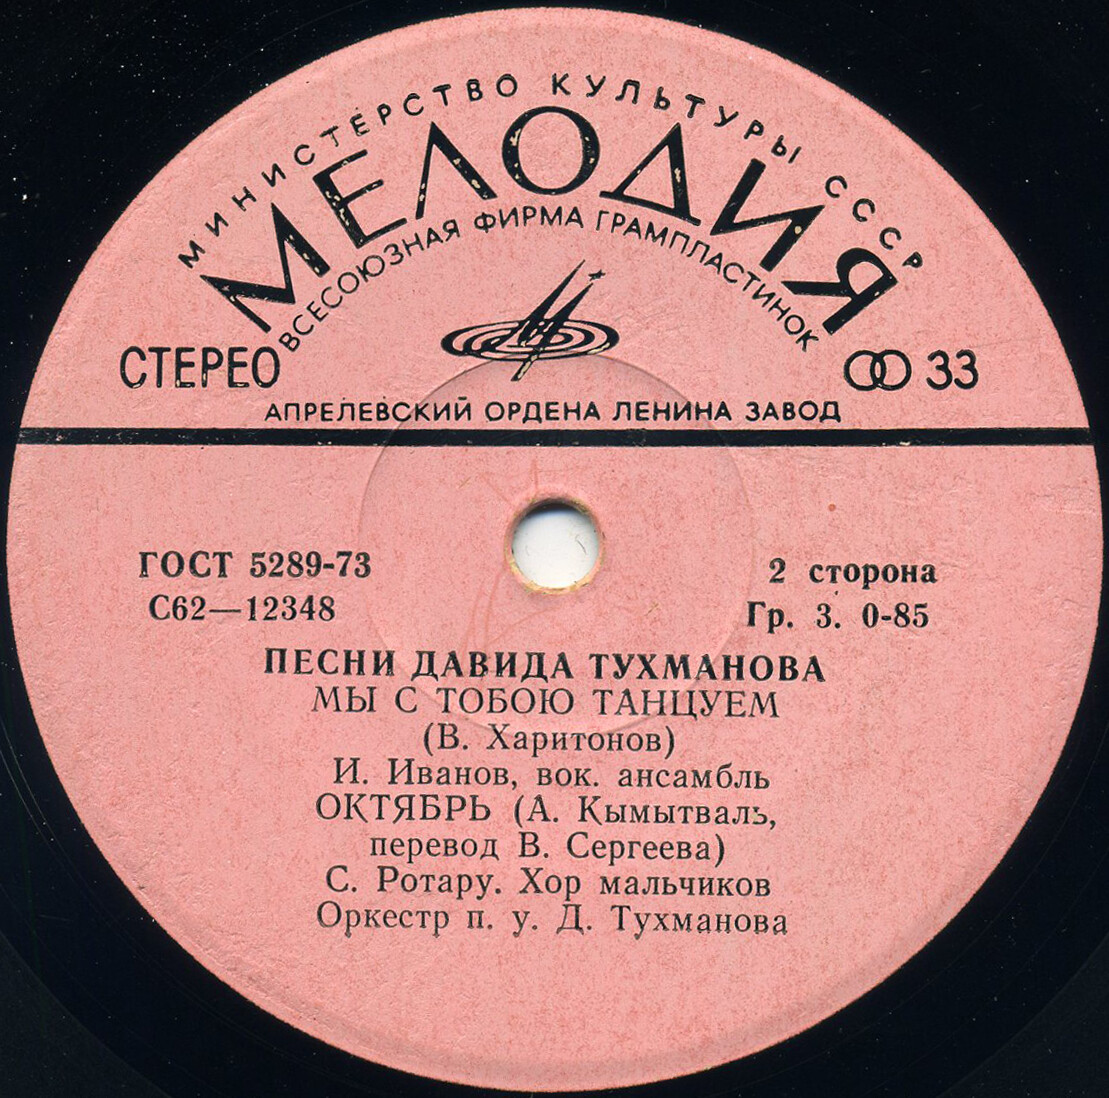 МИНИСТЕРСТВО КУЛЬТУРЫ СССР
МЕЛОДИЯ
ВСЕСОЮЗНАЯ ФИРМА ГРАМПЛАСТИНОК
СТЕРЕО
33
АПРЕЛЕВСКИЙ ОРДЕНА ЛЕНИНА ЗАВОД
ГОСТ 5289-73
2 сторона
С62—12348
Гр. 3. 0-85
ПЕСНИ ДАВИДА ТУХМАНОВА
МЫ С ТОБОЮ ТАНЦУЕМ
(В. Харитонов)
И. Иванов, вок. ансамбль
ОКТЯБРЬ (А. Кымытваль,
перевод В. Сергеева)
С. Ротару. Хор мальчиков
Оркестр п. у. Д. Тухманова